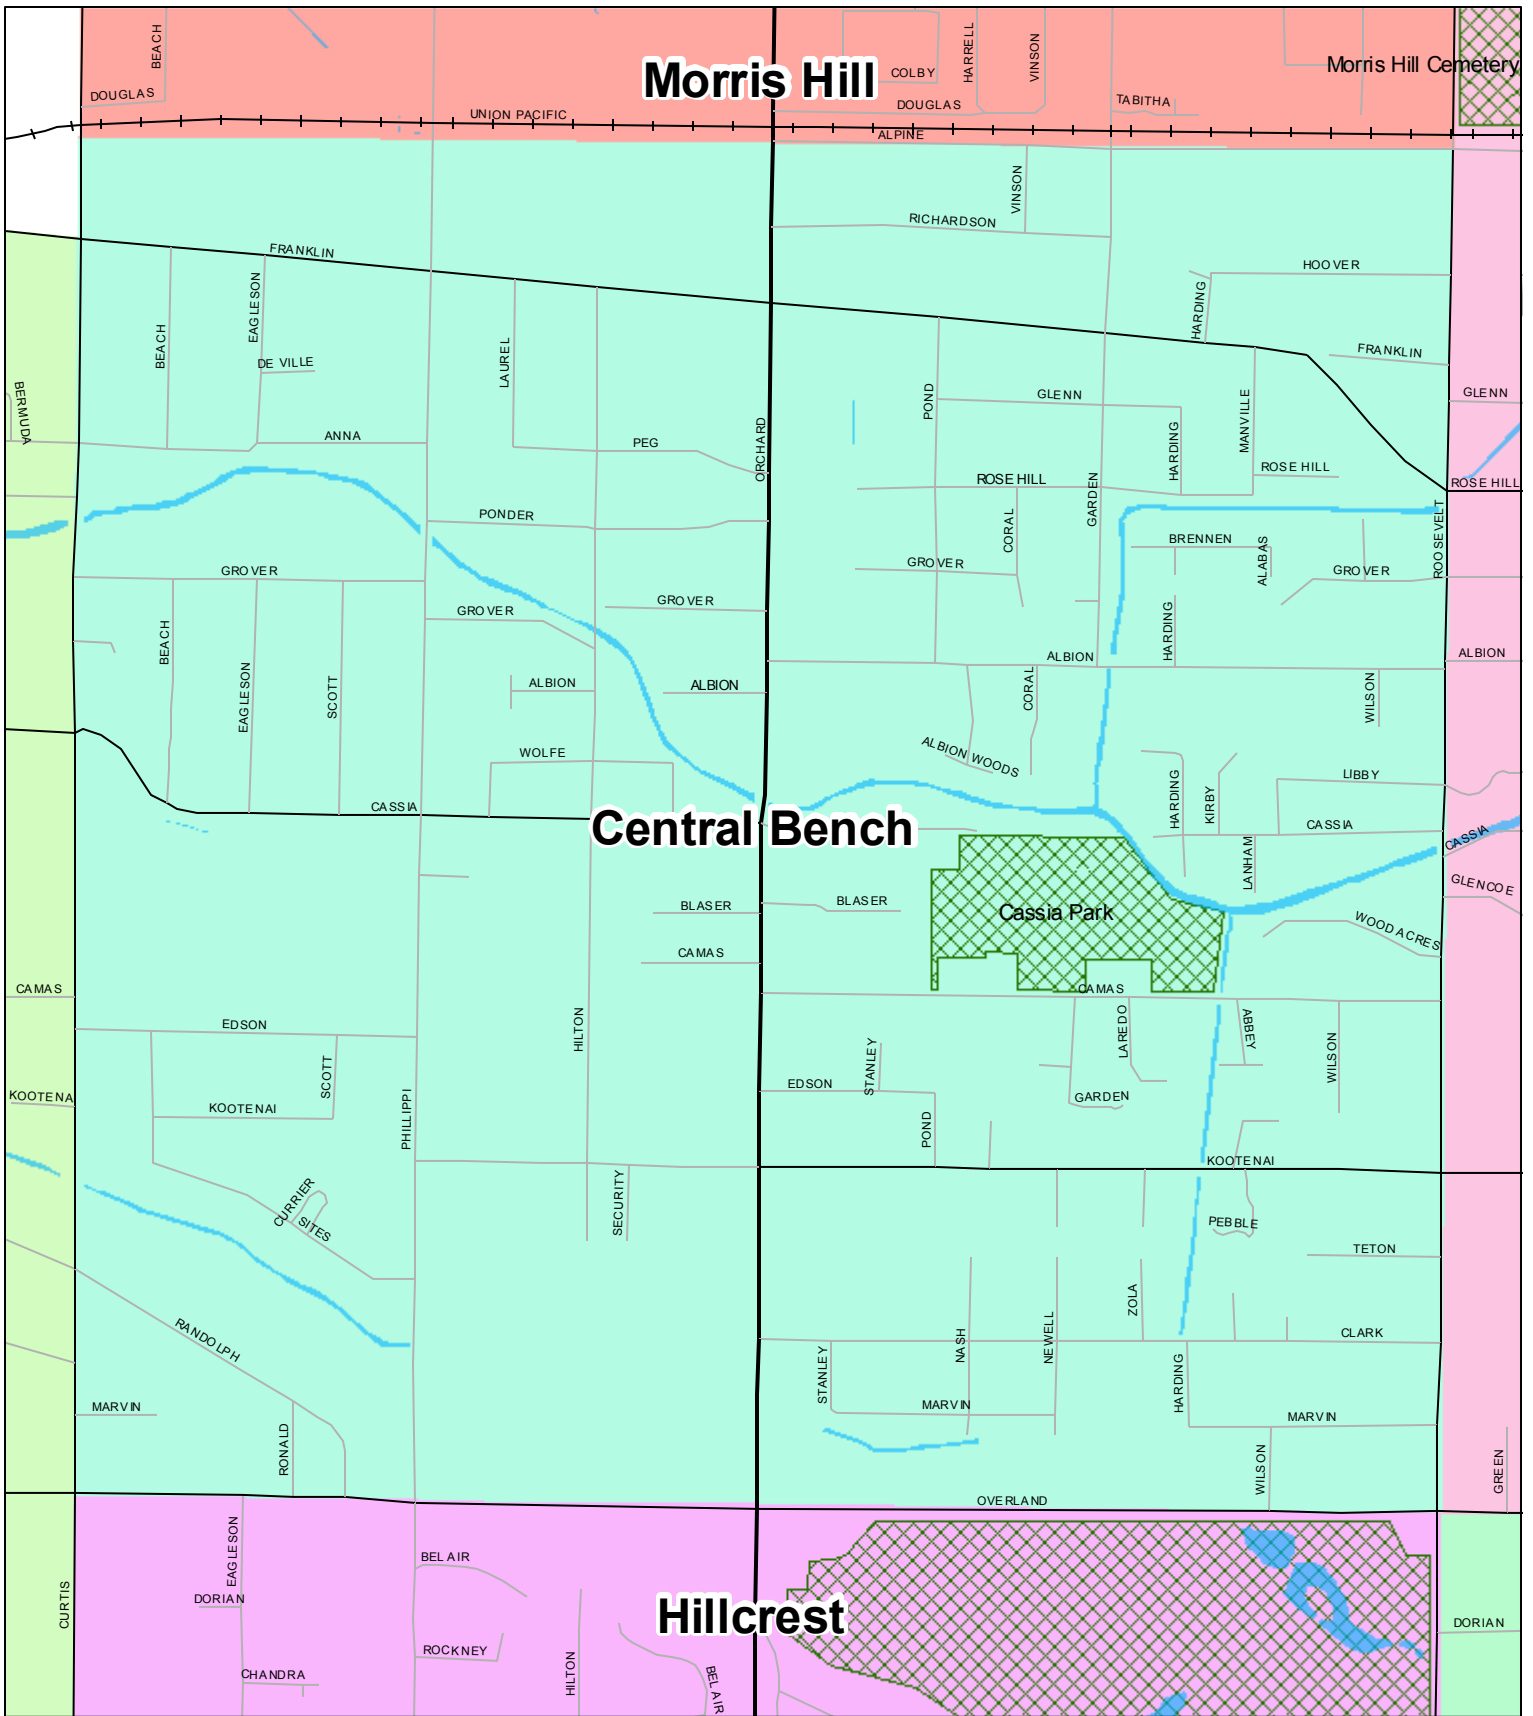 BEACH
HARRELL
VINSON
Morris Hill
COLBY
Morris Hill Cemetery
DOUGLAS
DOUGLAS
TABITHA
UNION PACIFIC
ALPINE
VINSON
RICHARDSON
FRANKLIN
HOOVER
EAGLESON
HARDING
BEACH
LAUREL
DE VILLE
FRANKLIN
BERMUDA
POND
GLENN
MANVILLE
GLENN
ANNA
PEG
ORCHARD
HARDING
ROSE HILL
ROSE HILL
ROSE HILL
GARDEN
PONDER
CORAL
BRENNEN
ALABAS
ROOSEVELT
GROVER
GROVER
GROVER
GROVER
GROVER
BEACH
HARDING
EAGLESON
SCOTT
ALBION
ALBION
ALBION
ALBION
CORAL
WILSON
WOLFE
ALBION WOODS
HARDING
KIRBY
LIBBY
CASSIA
Central Bench
CASSIA
CASSIA
LANHAM
GLENCOE
BLASER
BLASER
Cassia Park
WOOD ACRES
CAMAS
CAMAS
CAMAS
EDSON
HILTON
LAREDO
ABBEY
WILSON
SCOTT
STANLEY
EDSON
KOOTENA
KOOTENAI
PHILLIPPI
GARDEN
POND
KOOTENAI
CURRIER
SITES
SECURITY
PEBBLE
TETON
RANDOLPH
ZOLA
NASH
NEWELL
CLARK
STANLEY
HARDING
MARVIN
MARVIN
MARVIN
RONALD
WILSON
GREEN
OVERLAND
EAGLESON
BEL AIR
CURTIS
DORIAN
Hillcrest
DORIAN
ROCKNEY
HILTON
CHANDRA
BEL AIR